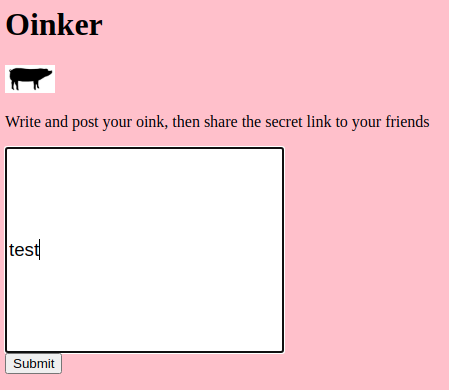 Oinker
Write and post your oink, then share the secret link to your friends
test
Submit